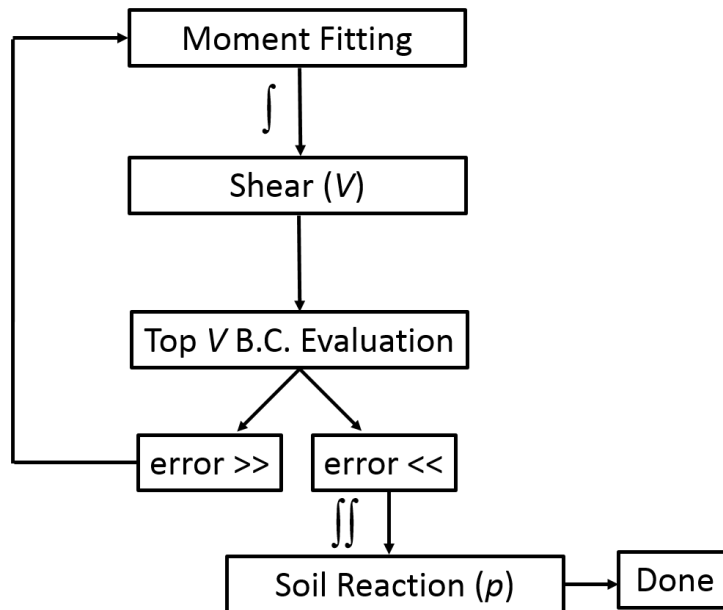 Moment Fitting
∫
Shear (V)
Top V B.C. Evaluation
error >>
error <<
∬
Soil Reaction (p)
Done